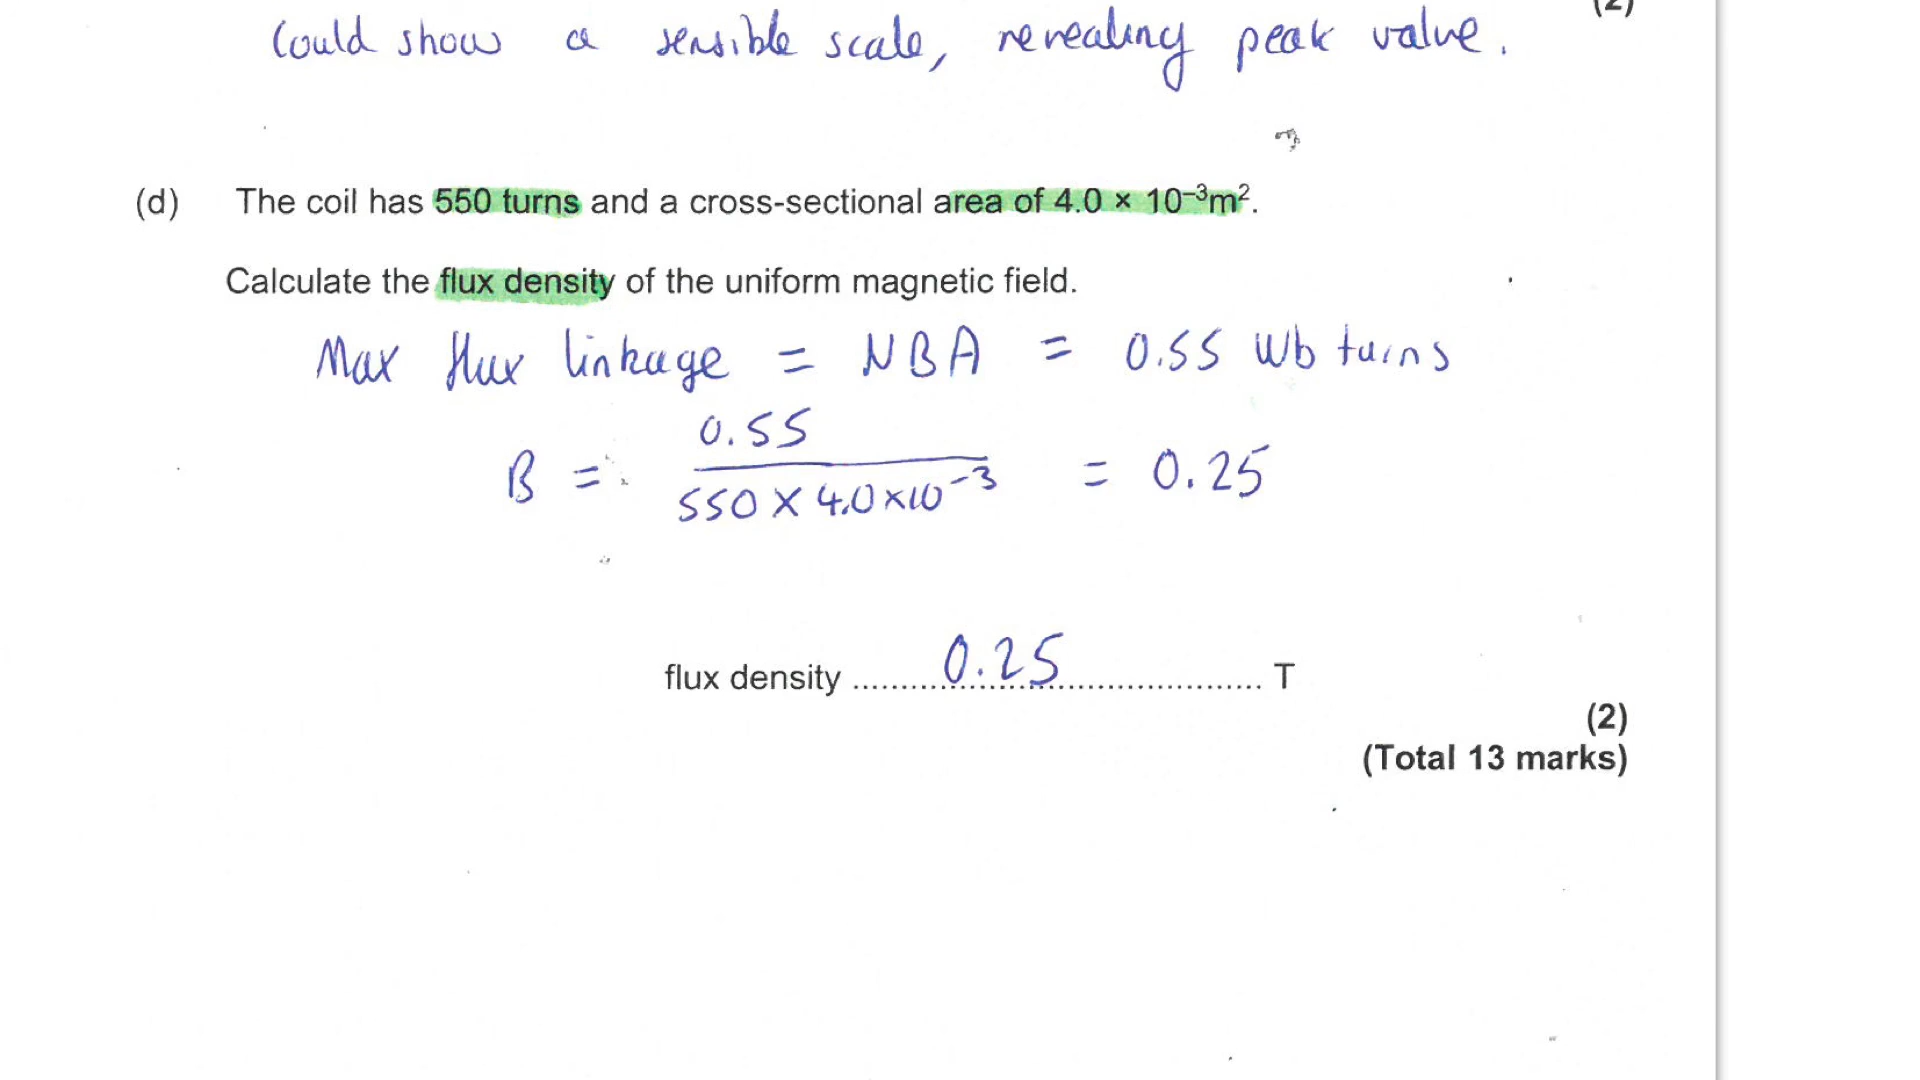 (2)
Could show a sensible scale, revealing peak value.
(d) The coil has 550 turns and a cross-sectional area of 4.0 × 10⁻³m².
Calculate the flux density of the uniform magnetic field.
Max flux linkage = NBA = 0.55 Wb turns
B = 0.55 / 550 × 4.0 × 10⁻³ = 0.25
flux density ..........0.25.......... T
(2)
(Total 13 marks)